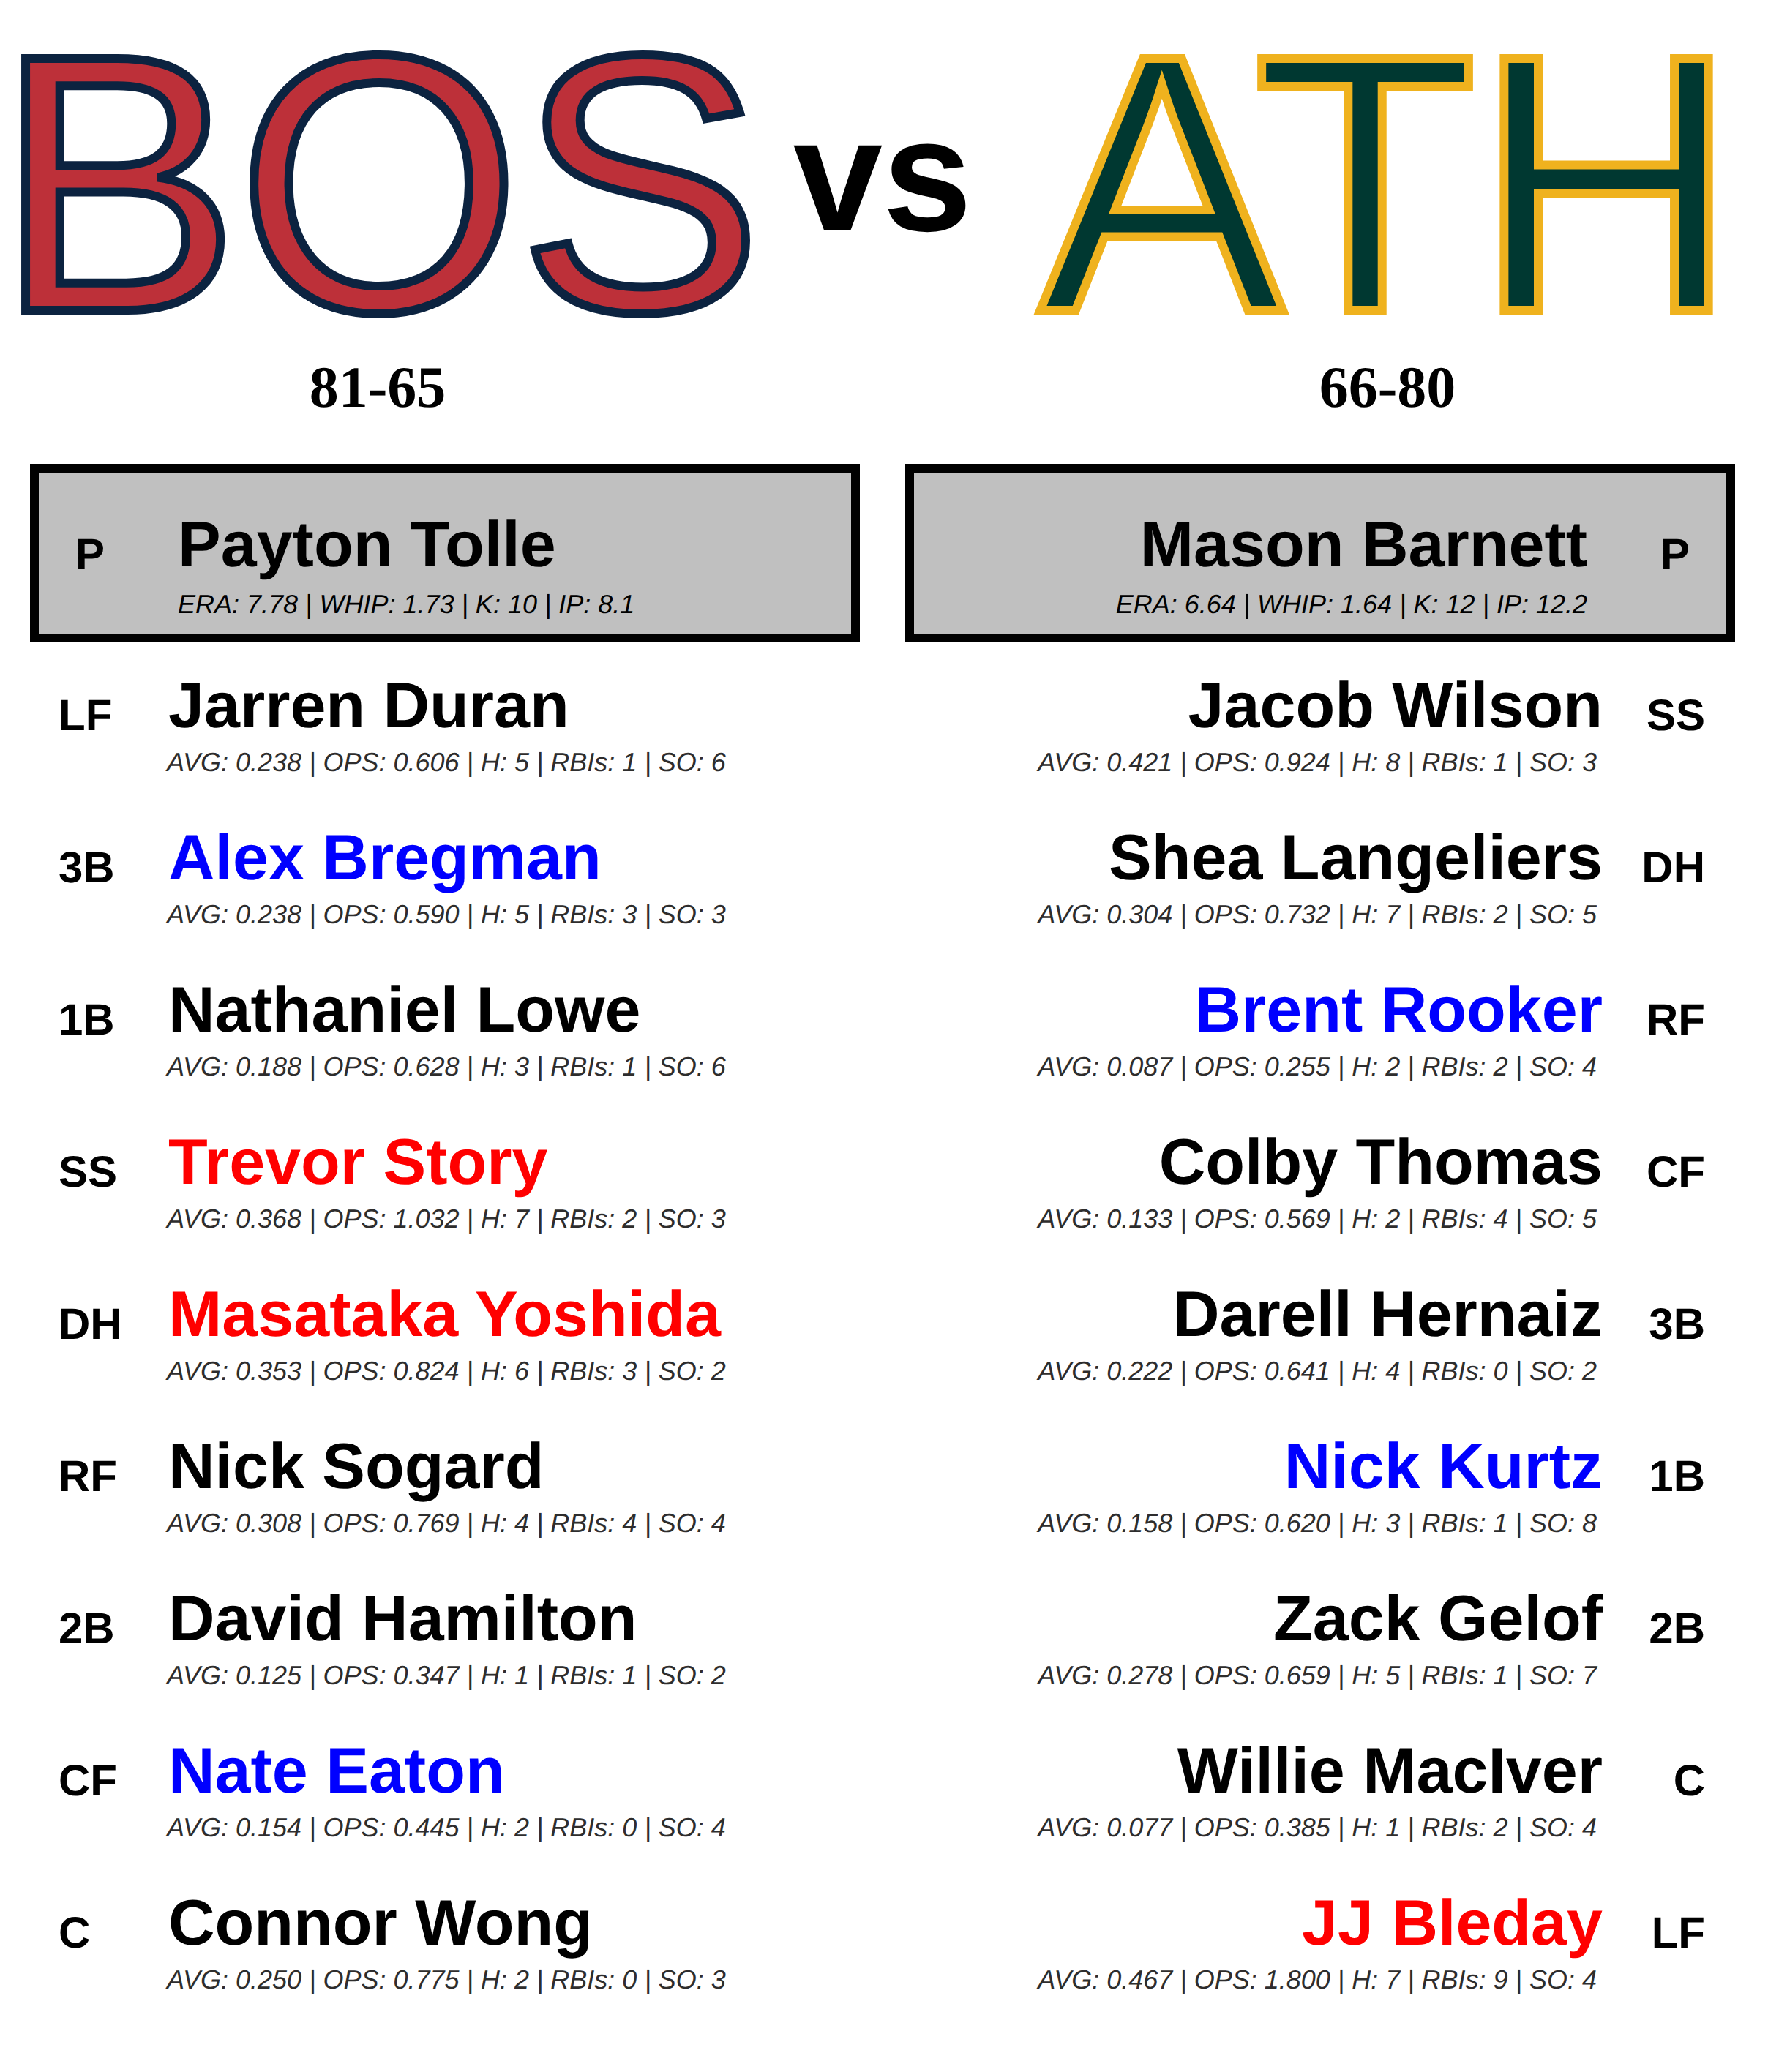 BOS vs ATH
81-65
66-80
P Payton Tolle
ERA: 7.78 | WHIP: 1.73 | K: 10 | IP: 8.1
Mason Barnett P
ERA: 6.64 | WHIP: 1.64 | K: 12 | IP: 12.2
LF Jarren Duran
AVG: 0.238 | OPS: 0.606 | H: 5 | RBIs: 1 | SO: 6
3B Alex Bregman
AVG: 0.238 | OPS: 0.590 | H: 5 | RBIs: 3 | SO: 3
1B Nathaniel Lowe
AVG: 0.188 | OPS: 0.628 | H: 3 | RBIs: 1 | SO: 6
SS Trevor Story
AVG: 0.368 | OPS: 1.032 | H: 7 | RBIs: 2 | SO: 3
DH Masataka Yoshida
AVG: 0.353 | OPS: 0.824 | H: 6 | RBIs: 3 | SO: 2
RF Nick Sogard
AVG: 0.308 | OPS: 0.769 | H: 4 | RBIs: 4 | SO: 4
2B David Hamilton
AVG: 0.125 | OPS: 0.347 | H: 1 | RBIs: 1 | SO: 2
CF Nate Eaton
AVG: 0.154 | OPS: 0.445 | H: 2 | RBIs: 0 | SO: 4
C Connor Wong
AVG: 0.250 | OPS: 0.775 | H: 2 | RBIs: 0 | SO: 3
Jacob Wilson SS
AVG: 0.421 | OPS: 0.924 | H: 8 | RBIs: 1 | SO: 3
Shea Langeliers DH
AVG: 0.304 | OPS: 0.732 | H: 7 | RBIs: 2 | SO: 5
Brent Rooker RF
AVG: 0.087 | OPS: 0.255 | H: 2 | RBIs: 2 | SO: 4
Colby Thomas CF
AVG: 0.133 | OPS: 0.569 | H: 2 | RBIs: 4 | SO: 5
Darell Hernaiz 3B
AVG: 0.222 | OPS: 0.641 | H: 4 | RBIs: 0 | SO: 2
Nick Kurtz 1B
AVG: 0.158 | OPS: 0.620 | H: 3 | RBIs: 1 | SO: 8
Zack Gelof 2B
AVG: 0.278 | OPS: 0.659 | H: 5 | RBIs: 1 | SO: 7
Willie MacIver C
AVG: 0.077 | OPS: 0.385 | H: 1 | RBIs: 2 | SO: 4
JJ Bleday LF
AVG: 0.467 | OPS: 1.800 | H: 7 | RBIs: 9 | SO: 4